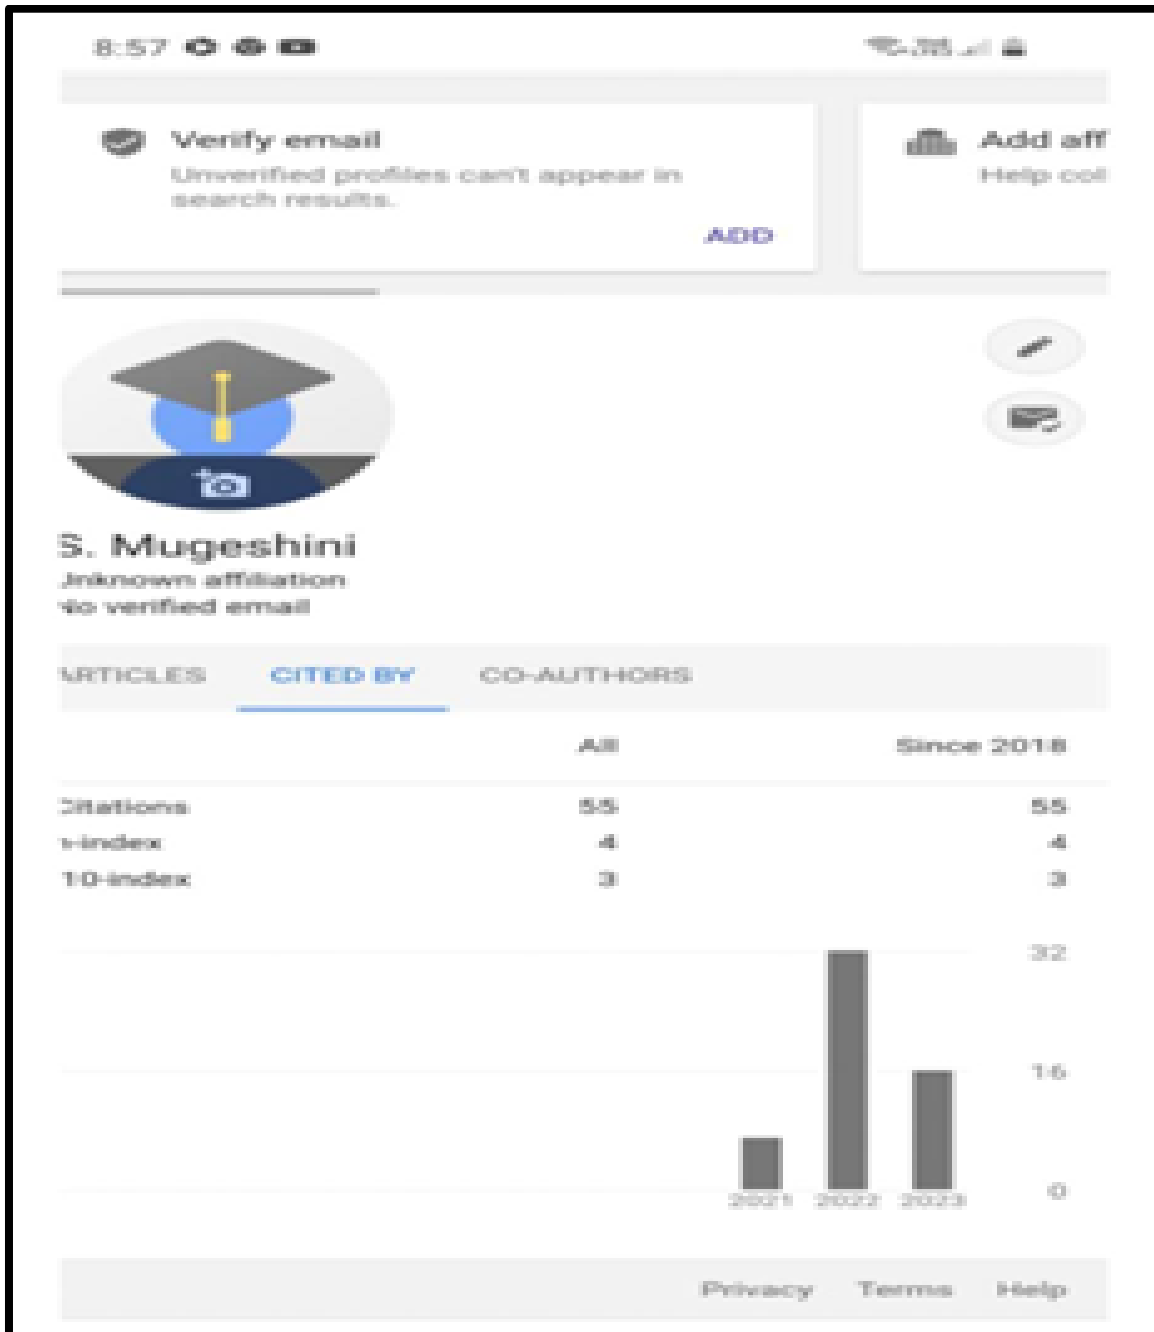 8:57
Verify email
Unverified profiles can't appear in
search results.
ADD
Add aff
Help col
S. Mugeshini
Unknown affiliation
No verified email
ARTICLES CITED BY CO-AUTHORS
All Since 2018
Citations 55 55
h-index 4 4
10-index 3 3
32
16
0
2021 2022 2023
Privacy Terms Help